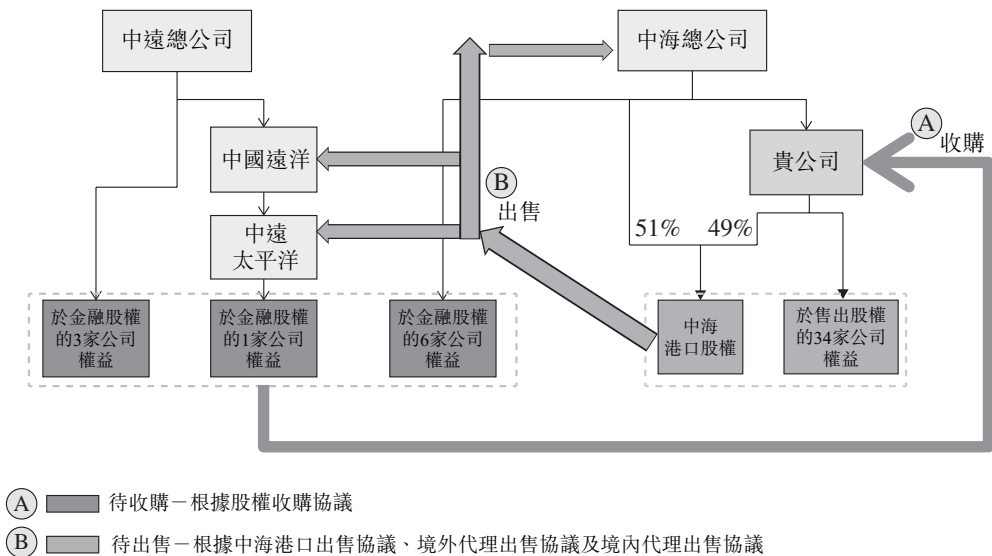 中遠總公司
中海總公司
A
收購
中國遠洋
貴公司
B
出售
中遠
太平洋
51%
49%
於金融股權
的3家公司
權益
於金融股權
的1家公司
權益
於金融股權
的6家公司
權益
中海
港口股權
於售出股權
的34家公司
權益
A 待收購－根據股權收購協議
B 待出售－根據中海港口出售協議、境外代理出售協議及境內代理出售協議